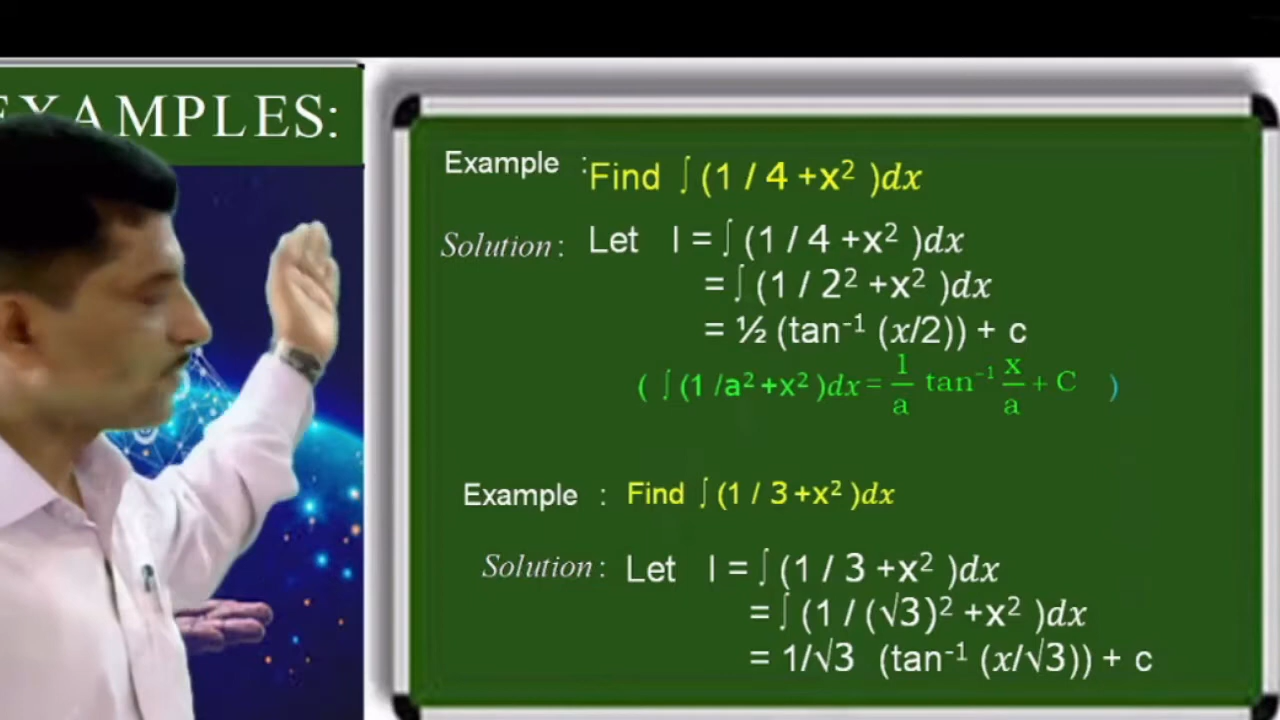 EXAMPLES:
Example : Find ∫ (1 / 4 +x² )dx
Solution : Let I = ∫ (1 / 4 +x² )dx
= ∫ (1 / 2² +x² )dx
= ½ (tan⁻¹ (x/2)) + c
( ∫ (1 /a² +x² )dx = 1/a tan⁻¹ x/a + C )
Example : Find ∫ (1 / 3 +x² )dx
Solution : Let I = ∫ (1 / 3 +x² )dx
= ∫ (1 / (√3)² +x² )dx
= 1/√3 (tan⁻¹ (x/√3)) + c